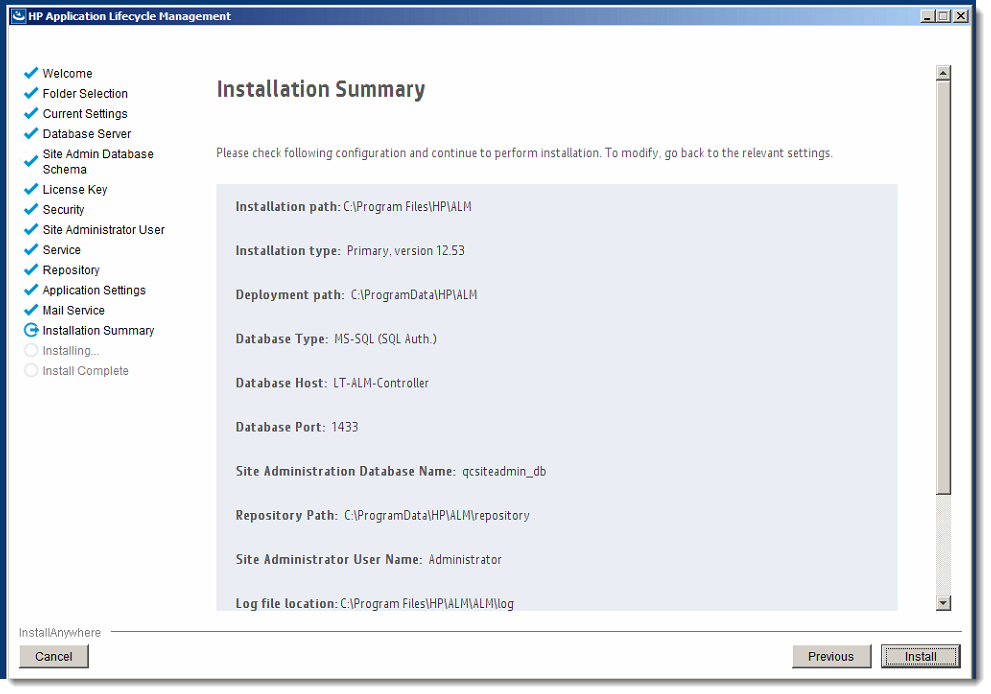 HP Application Lifecycle Management
Welcome
Folder Selection
Current Settings
Database Server
Site Admin Database
Schema
License Key
Security
Site Administrator User
Service
Repository
Application Settings
Mail Service
Installation Summary
Installing...
Install Complete
Installation Summary
Please check following configuration and continue to perform installation. To modify, go back to the relevant settings.
Installation path: C:\Program Files\HP\ALM
Installation type: Primary, version 12.53
Deployment path: C:\ProgramData\HP\ALM
Database Type: MS-SQL (SQL Auth.)
Database Host: LT-ALM-Controller
Database Port: 1433
Site Administration Database Name: qcsiteadmin_db
Repository Path: C:\ProgramData\HP\ALM\repository
Site Administrator User Name: Administrator
Log file location: C:\Program Files\HP\ALM\ALM\log
InstallAnywhere
Cancel
Previous
Install